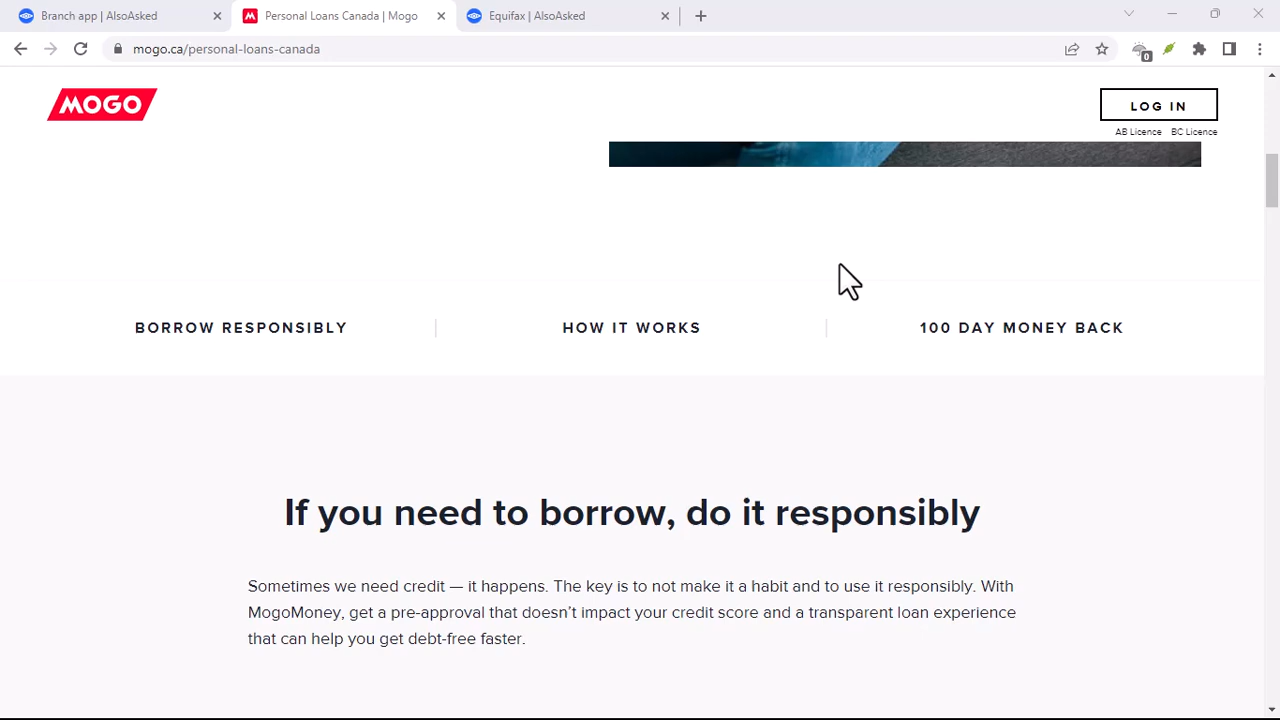 Branch app | AlsoAsked
Personal Loans Canada | Mogo
Equifax | AlsoAsked
mogo.ca/personal-loans-canada
0
MOGO
LOG IN
AB Licence BC Licence
BORROW RESPONSIBLY
HOW IT WORKS
100 DAY MONEY BACK
If you need to borrow, do it responsibly
Sometimes we need credit — it happens. The key is to not make it a habit and to use it responsibly. With
MogoMoney, get a pre-approval that doesn’t impact your credit score and a transparent loan experience
that can help you get debt-free faster.